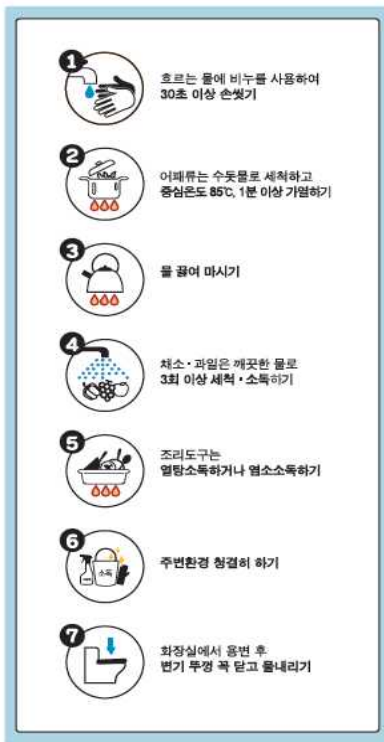 1
흐르는 물에 비누를 사용하여
30초 이상 손씻기
2
어패류는 수돗물로 세척하고
중심온도 85℃, 1분 이상 가열하기
3
물 끓여 마시기
4
채소·과일은 깨끗한 물로
3회 이상 세척·소독하기
5
조리도구는
열탕소독하거나 염소소독하기
6
소독
주변환경 청결히 하기
7
화장실에서 용변 후
변기 뚜껑 꼭 닫고 물내리기